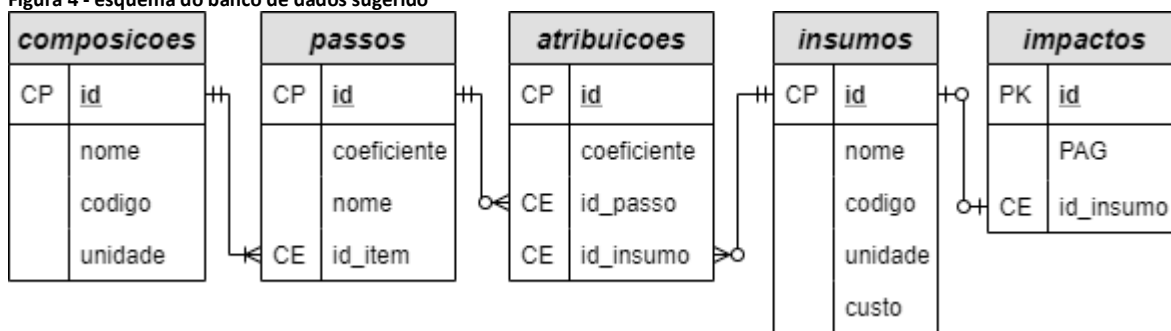 Figura 4 - esquema do banco de dados sugerido
composicoes
CP id
nome
codigo
unidade
passos
CP id
coeficiente
nome
CE id_item
atribuicoes
CP id
coeficiente
CE id_passo
CE id_insumo
insumos
CP id
nome
codigo
unidade
custo
impactos
PK id
PAG
CE id_insumo